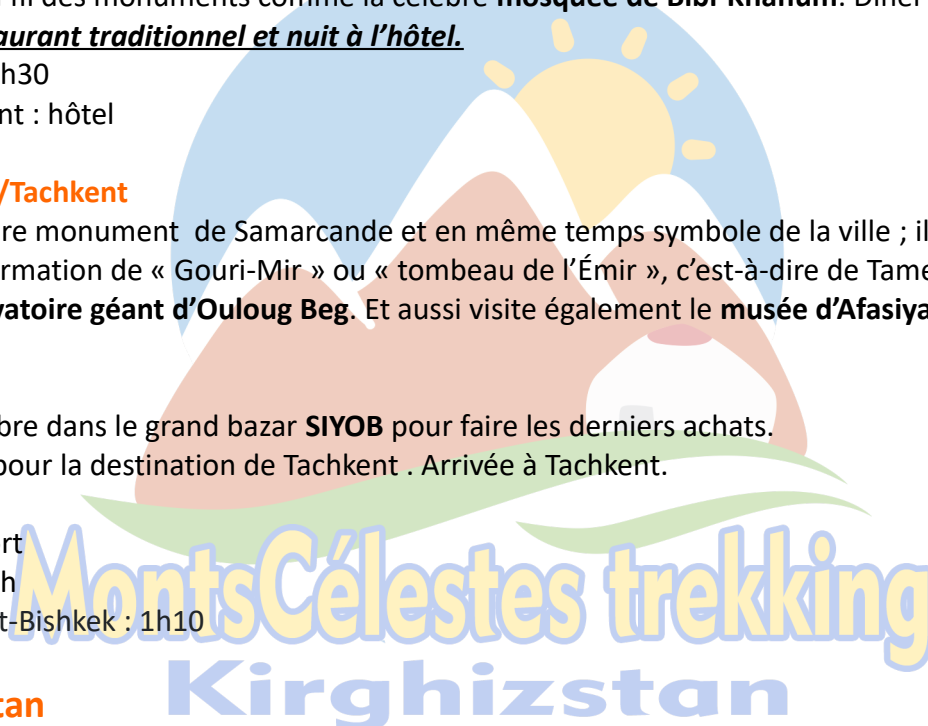 fil des monuments comme la célèbre mosquée de Bibi-Khanum. Dîner
aurant traditionnel et nuit à l’hôtel.
h30
nt : hôtel
/Tachkent
re monument de Samarcande et en même temps symbole de la ville ; il
rmation de « Gouri-Mir » ou « tombeau de l’Émir », c’est-à-dire de Tame
vatoire géant d’Ouloug Beg. Et aussi visite également le musée d’Afasiya
bre dans le grand bazar SIYOB pour faire les derniers achats.
pour la destination de Tachkent . Arrivée à Tachkent.
rt
h
t-Bishkek : 1h10
MontsCélestes trekking
Kirghizstan
tan